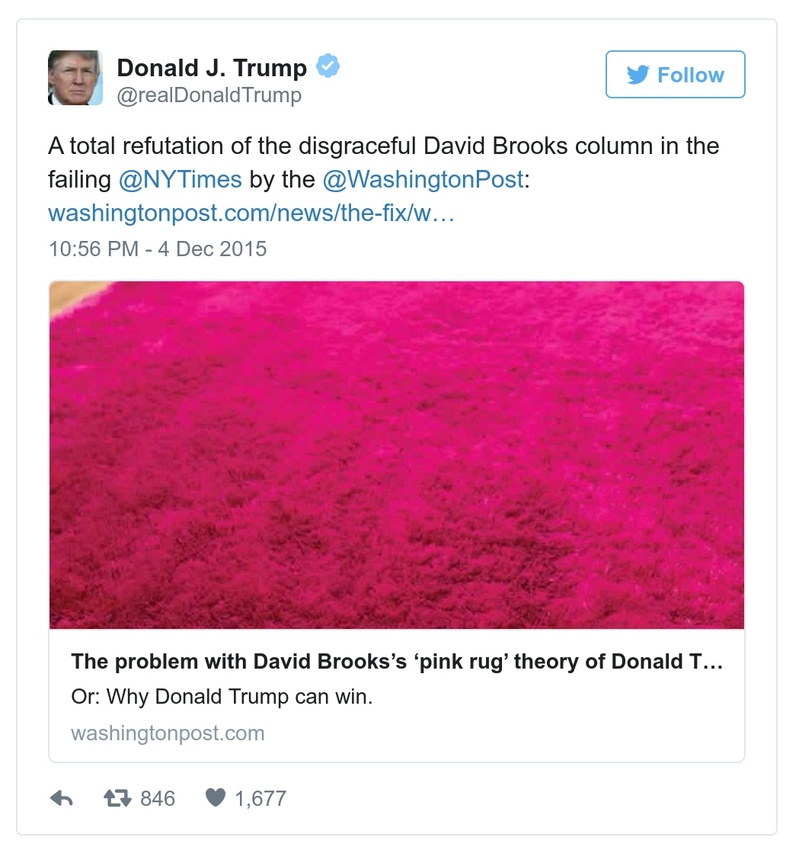 Donald J. Trump
@realDonaldTrump
Follow
A total refutation of the disgraceful David Brooks column in the
failing @NYTimes by the @WashingtonPost:
washingtonpost.com/news/the-fix/w…
10:56 PM - 4 Dec 2015
The problem with David Brooks’s ‘pink rug’ theory of Donald T…
Or: Why Donald Trump can win.
washingtonpost.com
846
1,677